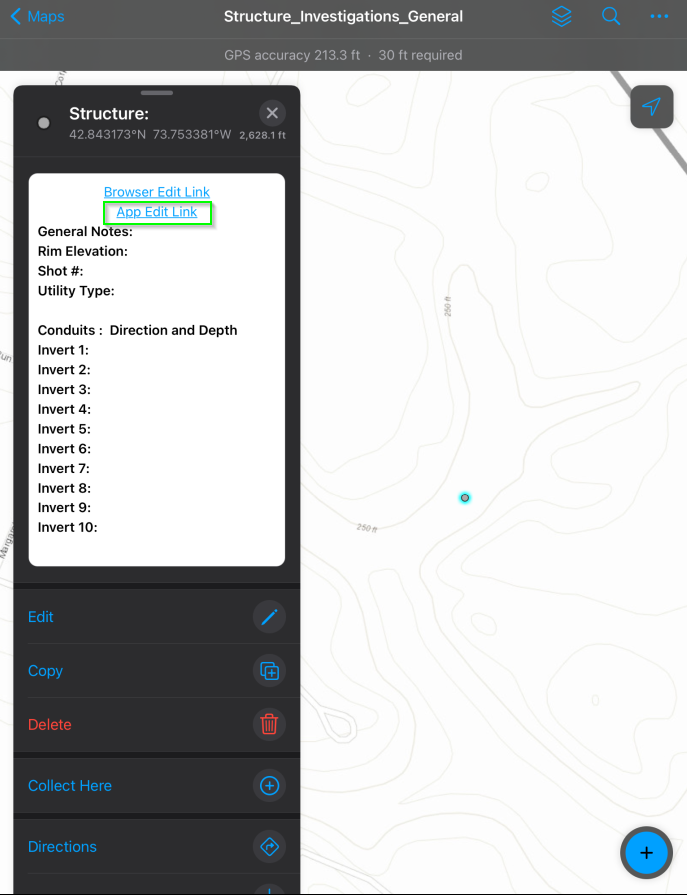 Maps
Structure_Investigations_General
GPS accuracy 213.3 ft · 30 ft required
Structure:
42.843173°N 73.753381°W 2,628.1 ft
Browser Edit Link
App Edit Link
General Notes:
Rim Elevation:
Shot #:
Utility Type:
Conduits : Direction and Depth
Invert 1:
Invert 2:
Invert 3:
Invert 4:
Invert 5:
Invert 6:
Invert 7:
Invert 8:
Invert 9:
Invert 10:
Edit
Copy
Delete
Collect Here
Directions
250 ft
250 ft